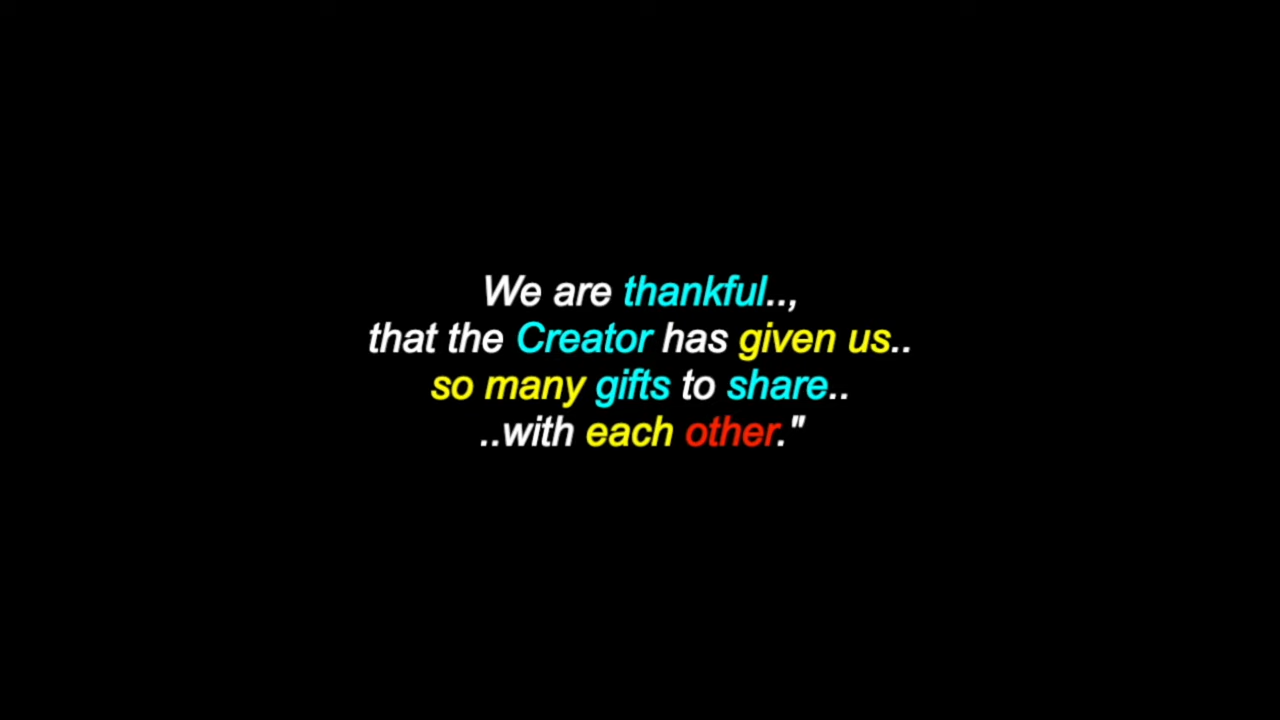 We are thankful..,
that the Creator has given us..
so many gifts to share..
..with each other."